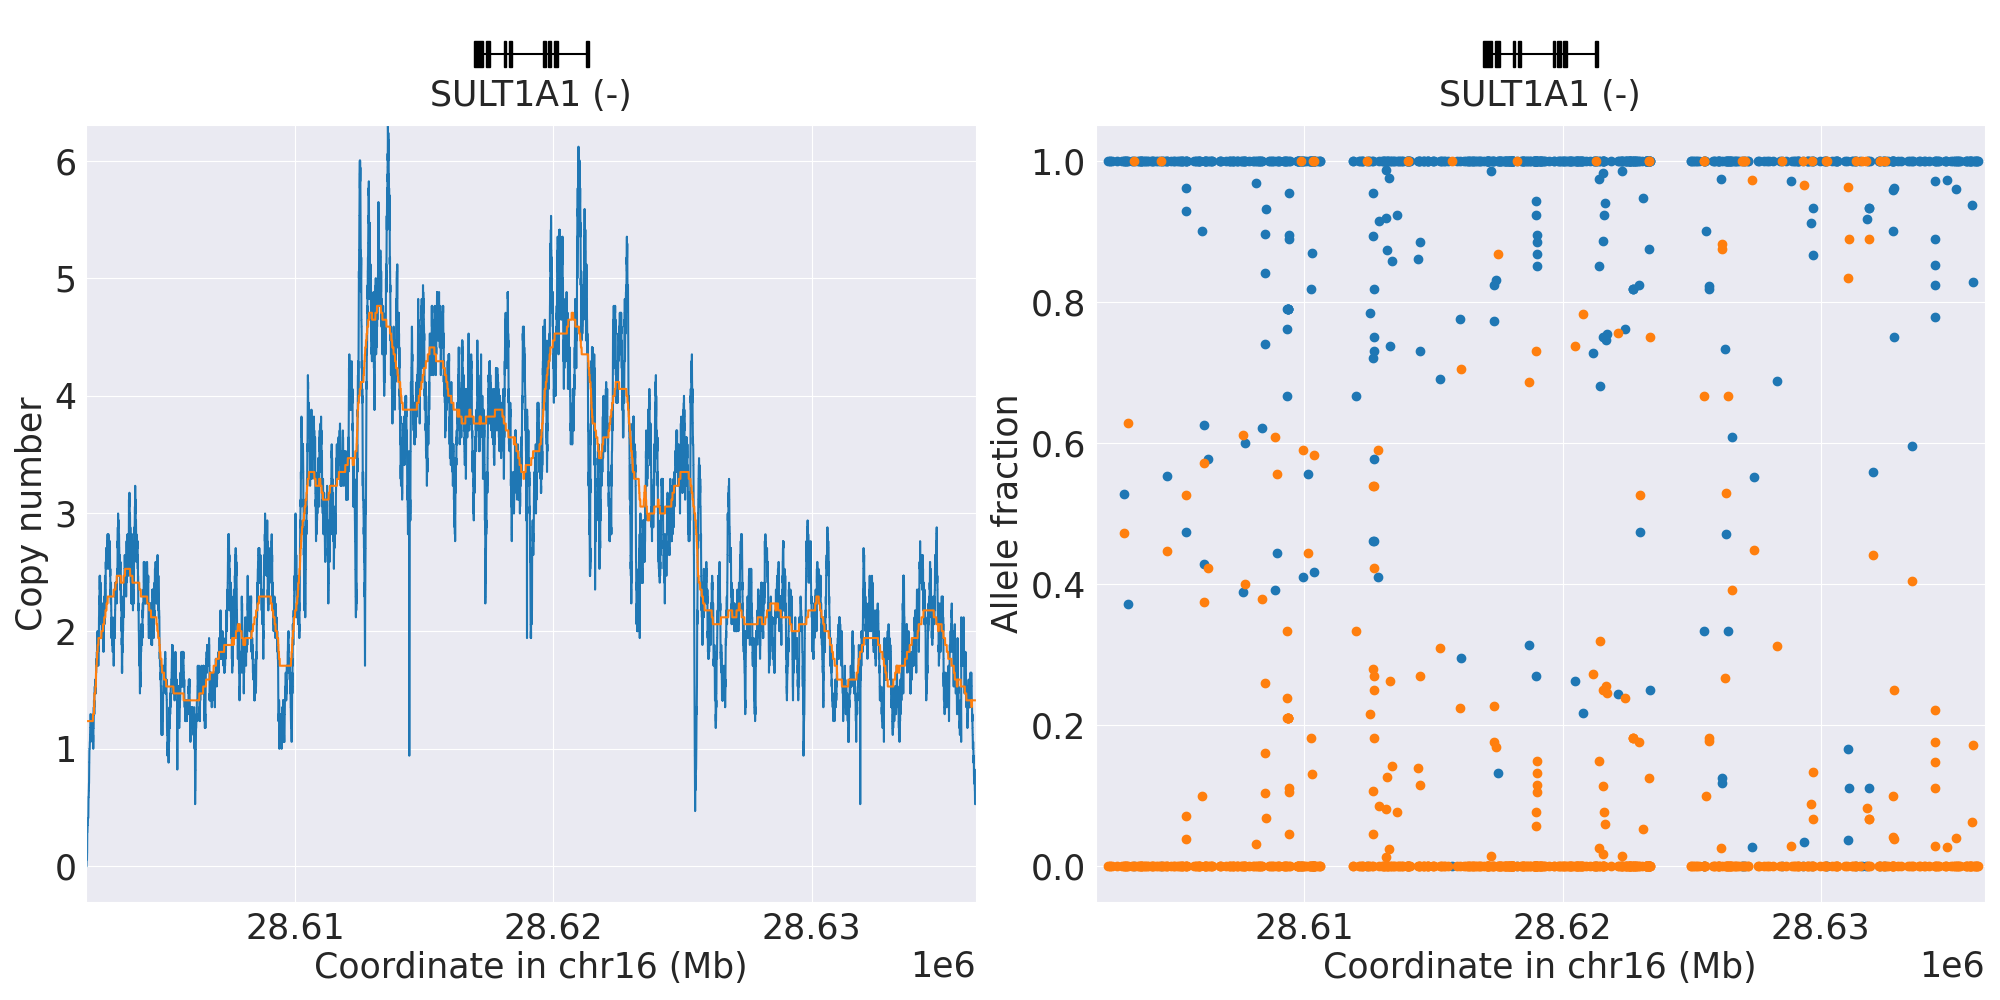 SULT1A1 (-)
Copy number
6
5
4
3
2
1
0
28.61
28.62
28.63
Coordinate in chr16 (Mb)
1e6
SULT1A1 (-)
Allele fraction
1.0
0.8
0.6
0.4
0.2
0.0
28.61
28.62
28.63
Coordinate in chr16 (Mb)
1e6